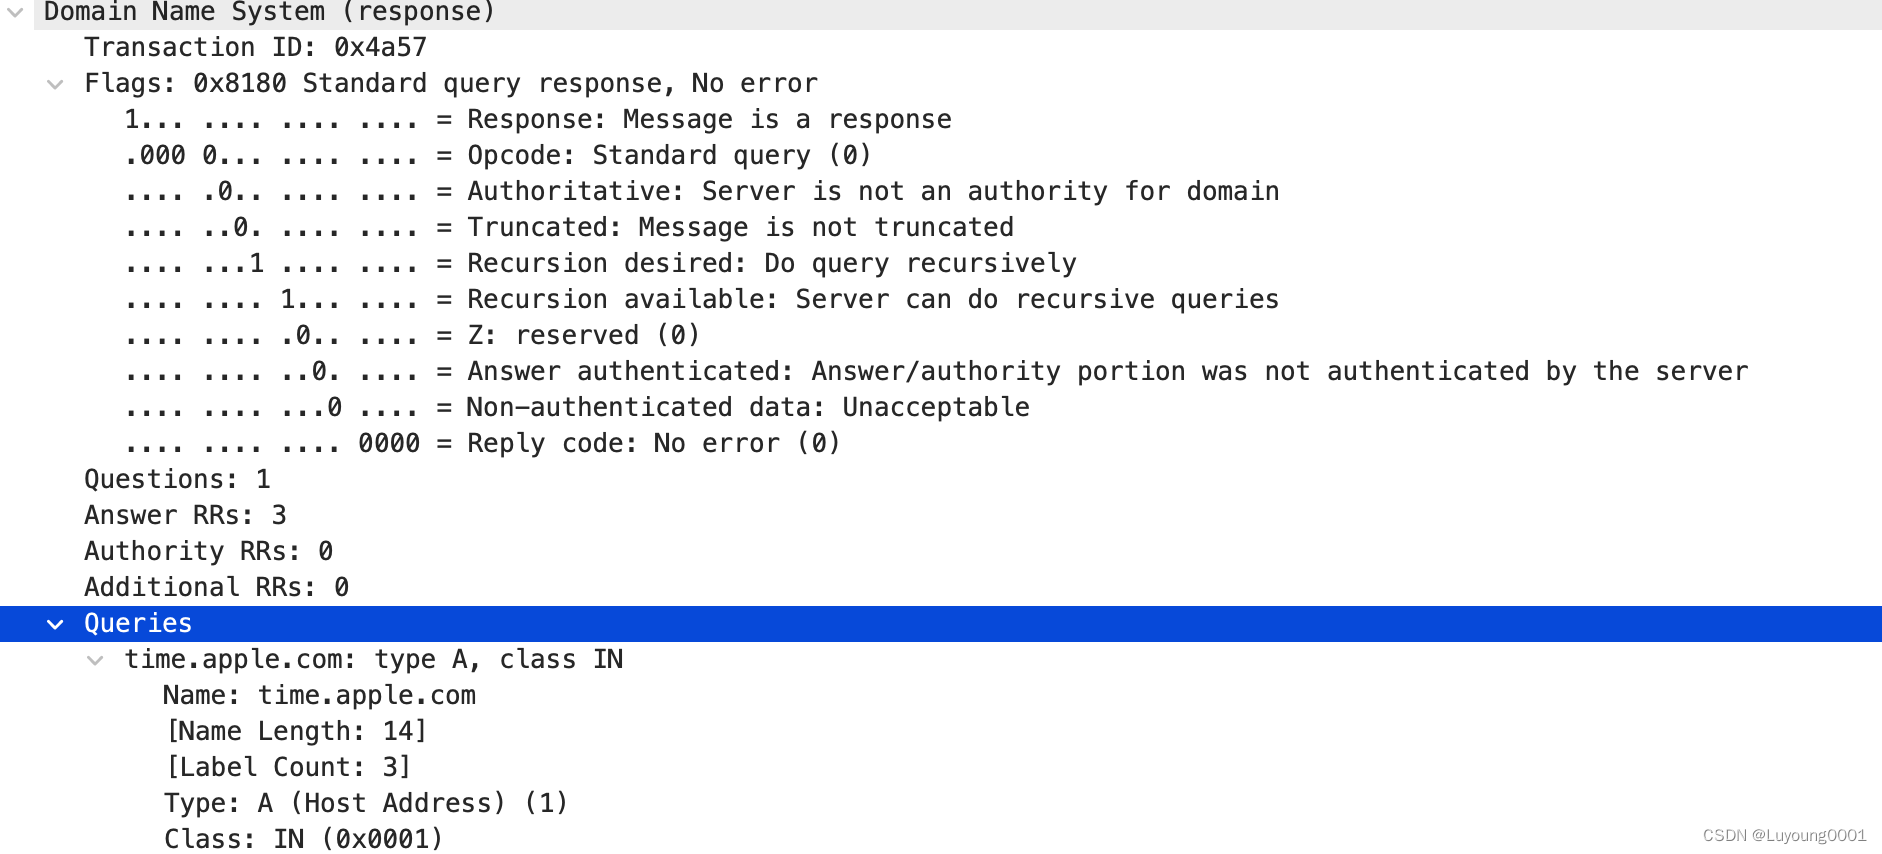 Domain Name System (response)
Transaction ID: 0x4a57
Flags: 0x8180 Standard query response, No error
1... .... .... .... = Response: Message is a response
.000 0... .... .... = Opcode: Standard query (0)
.... .0.. .... .... = Authoritative: Server is not an authority for domain
.... ..0. .... .... = Truncated: Message is not truncated
.... ...1 .... .... = Recursion desired: Do query recursively
.... .... 1... .... = Recursion available: Server can do recursive queries
.... .... .0.. .... = Z: reserved (0)
.... .... ..0. .... = Answer authenticated: Answer/authority portion was not authenticated by the server
.... .... ...0 .... = Non-authenticated data: Unacceptable
.... .... .... 0000 = Reply code: No error (0)
Questions: 1
Answer RRs: 3
Authority RRs: 0
Additional RRs: 0
Queries
time.apple.com: type A, class IN
Name: time.apple.com
[Name Length: 14]
[Label Count: 3]
Type: A (Host Address) (1)
Class: IN (0x0001)
CSDN @Luyoung0001